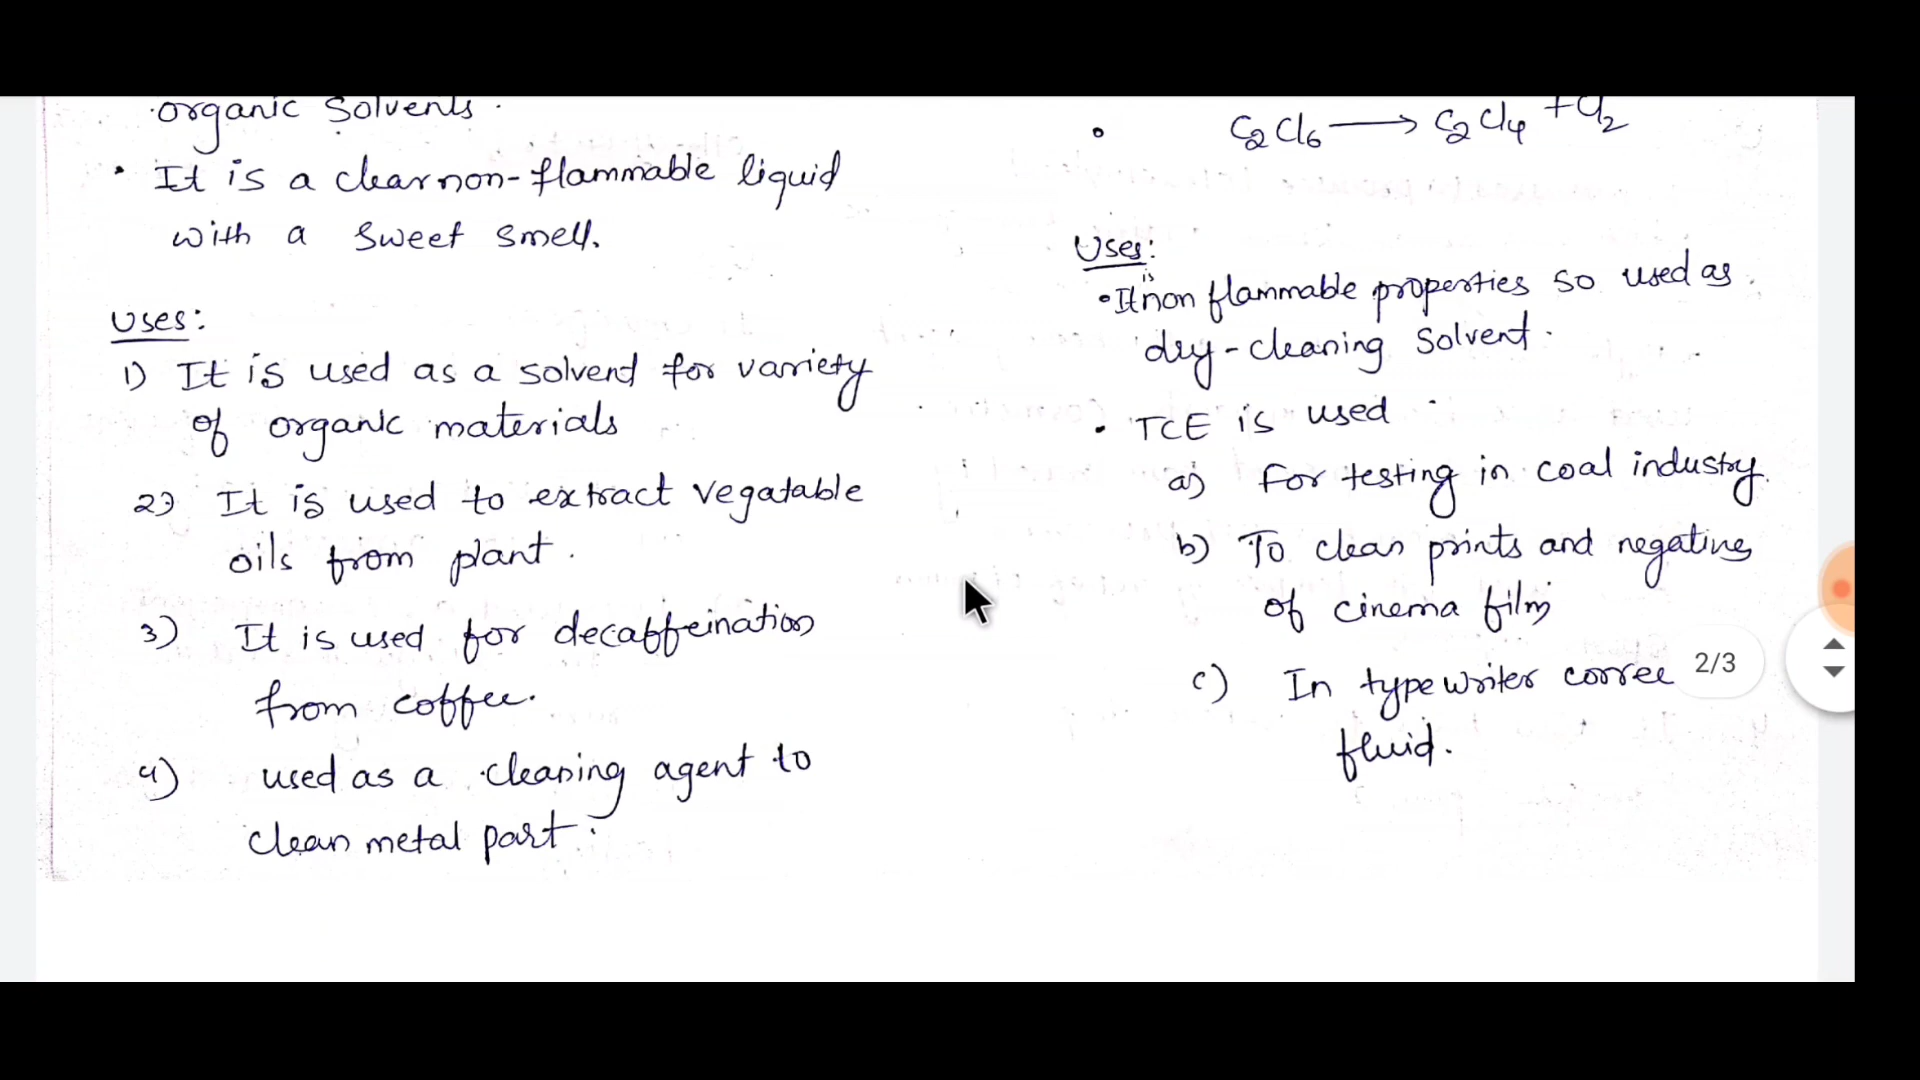 organic Solvents.
• It is a clear non-flammable liquid
with a sweet smell.
Uses:
1) It is used as a solvent for variety
of organic materials
2) It is used to extract vegatable
oils from plant.
3) It is used for decaffeination
from coffee.
4) used as a cleaning agent to
clean metal part.
• C2Cl6 ⟶ C2Cl4 + Cl2
Uses:
• It is non flammable properties so used as
dry-cleaning Solvent.
• TCE is used
a) For testing in coal industry.
b) To clean prints and negatives
of cinema film
c) In typewriter correc
fluid.
2/3